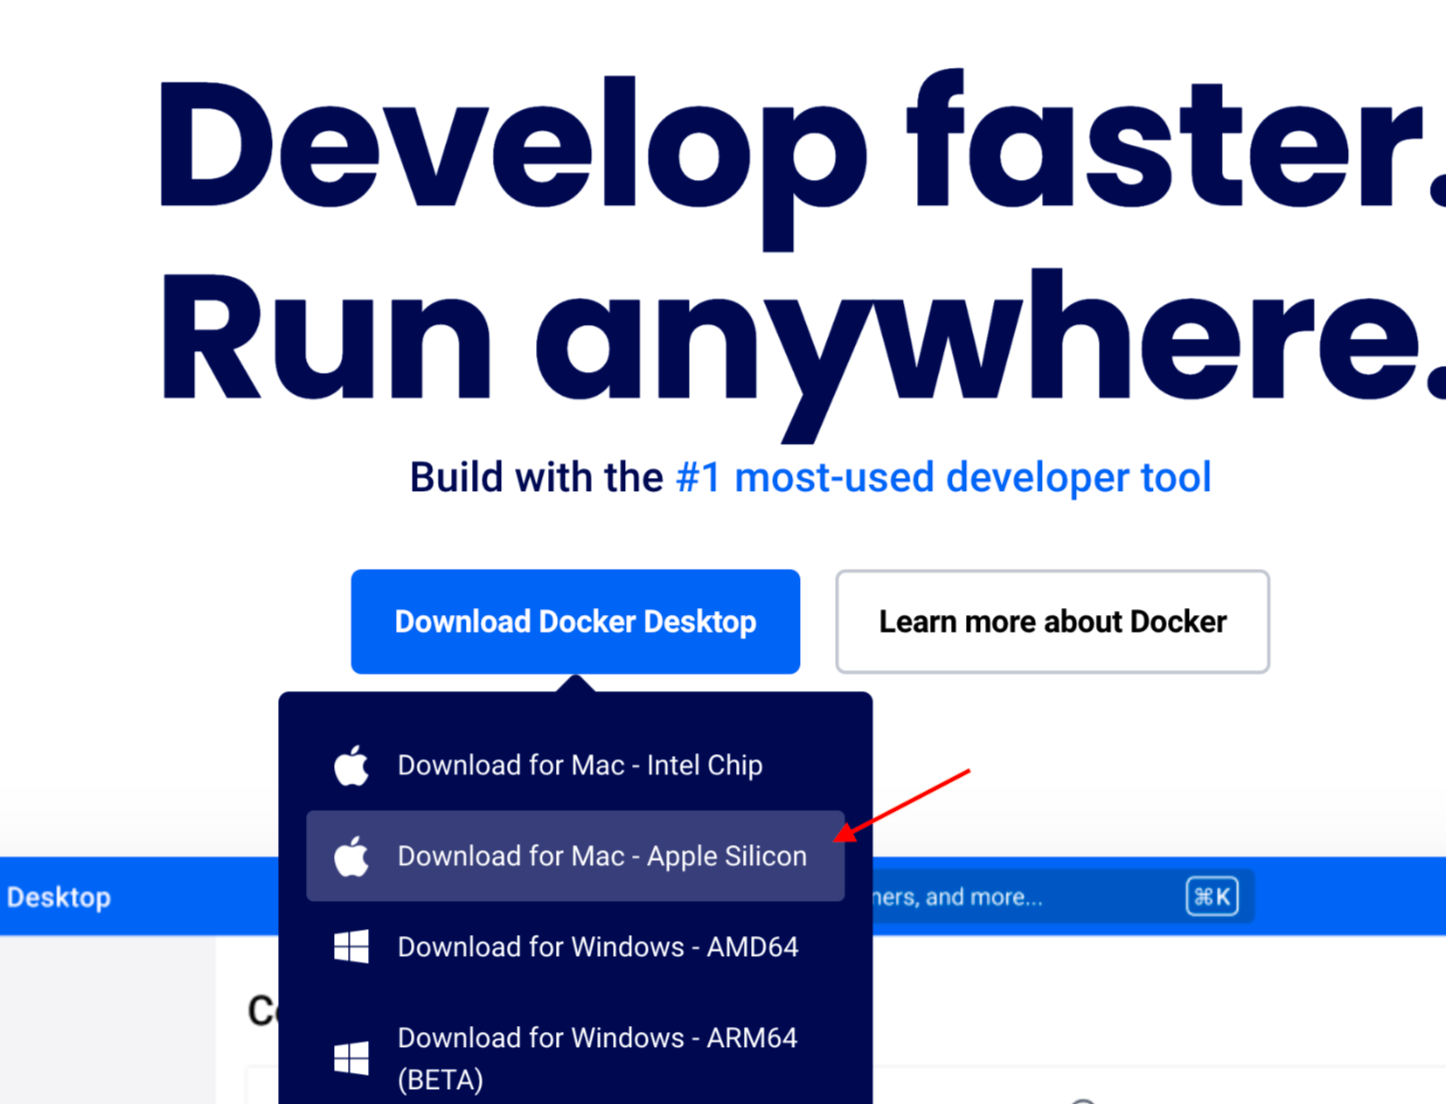 Develop faster.
Run anywhere.
Build with the #1 most-used developer tool
Download Docker Desktop
Learn more about Docker
Download for Mac - Intel Chip
Download for Mac - Apple Silicon
Desktop
and more...
⌘K
Download for Windows - AMD64
Download for Windows - ARM64
(BETA)